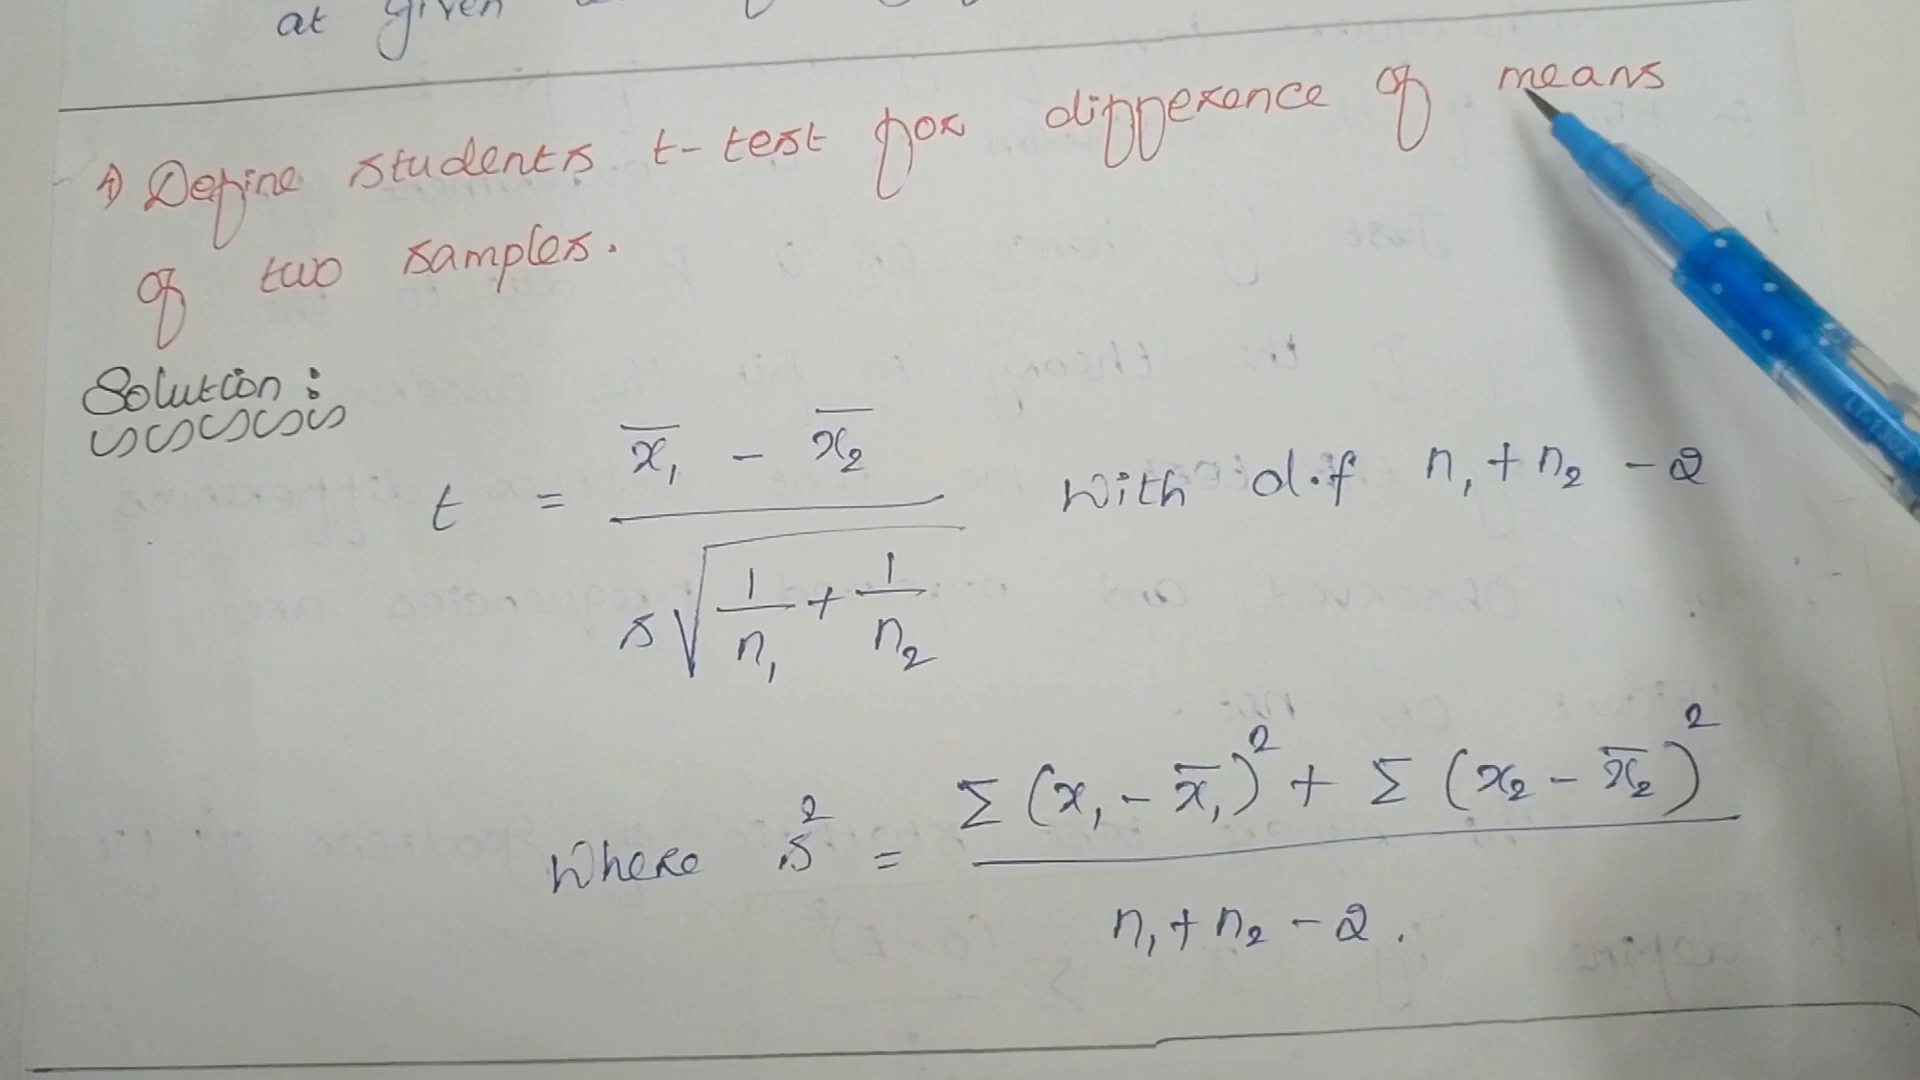 at given
4) Define students t-test for difference of means
of two samples.
Solution:
t = x̄₁ - x̄₂ / s√(1/n₁ + 1/n₂) with d.f n₁ + n₂ - 2
Where s² = Σ(x₁ - x̄₁)² + Σ(x₂ - x̄₂)² / n₁ + n₂ - 2.